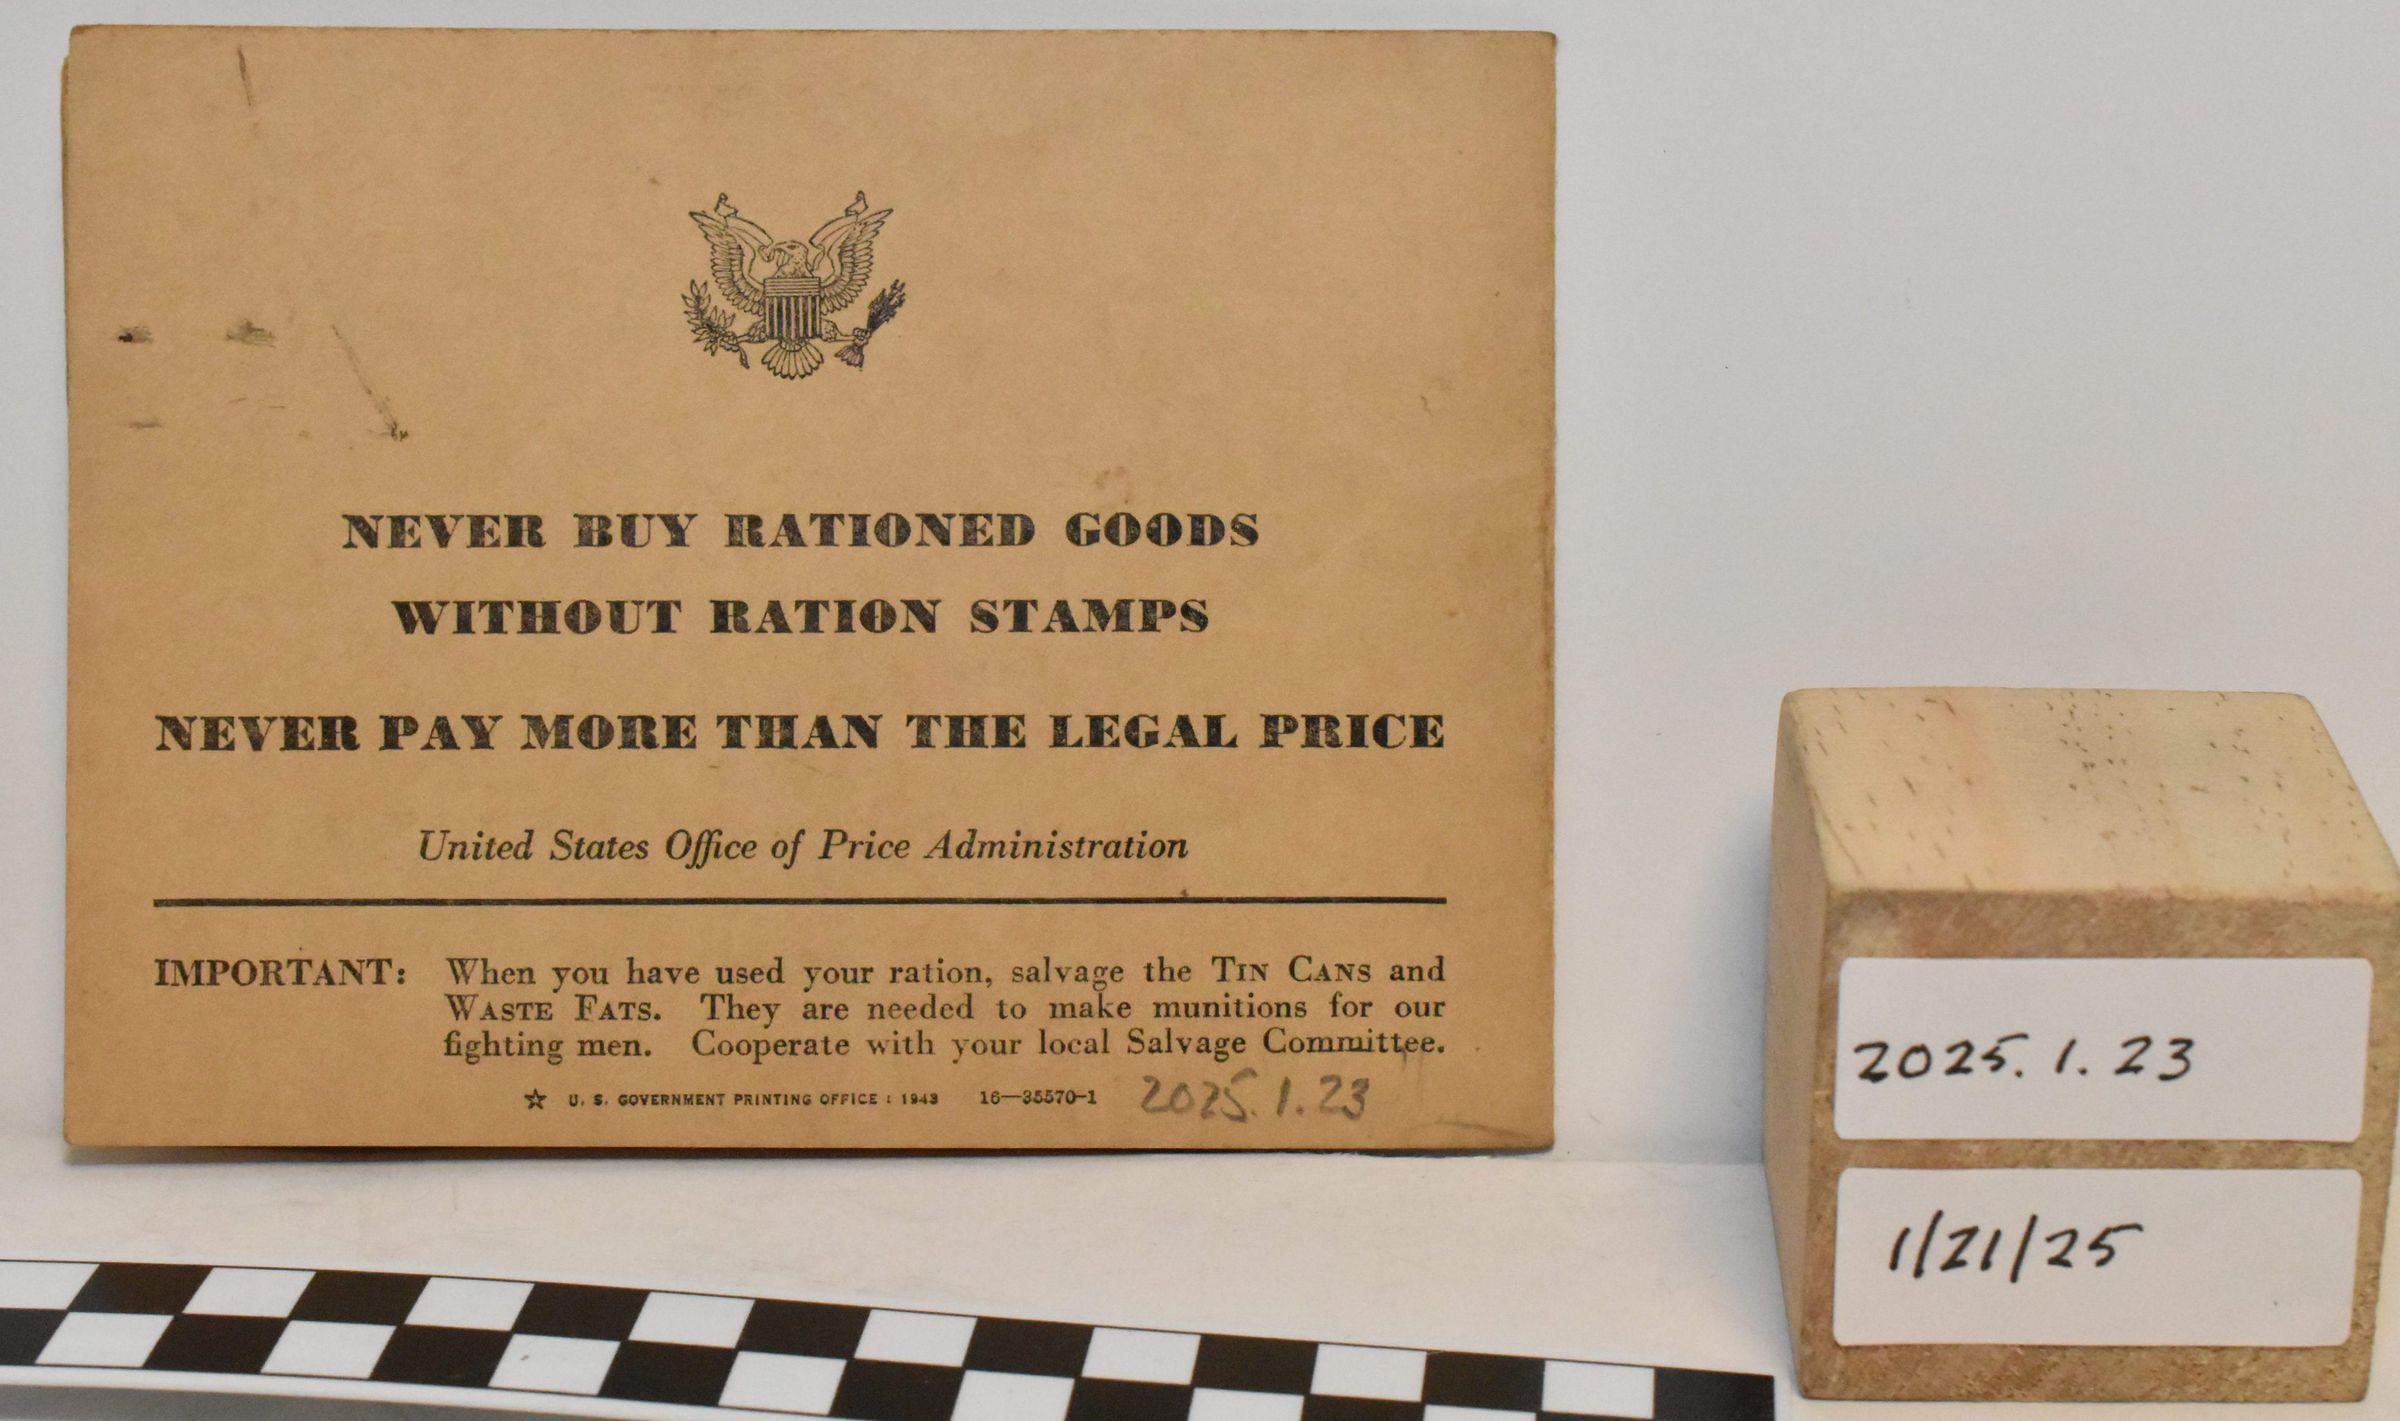 NEVER BUY RATIONED GOODS
WITHOUT RATION STAMPS
NEVER PAY MORE THAN THE LEGAL PRICE
United States Office of Price Administration
IMPORTANT: When you have used your ration, salvage the TIN CANS and
WASTE FATS. They are needed to make munitions for our
fighting men. Cooperate with your local Salvage Committee.
☆ U. S. GOVERNMENT PRINTING OFFICE : 1943 16—35570-1 2025.1.23
2025.1.23
1/21/25